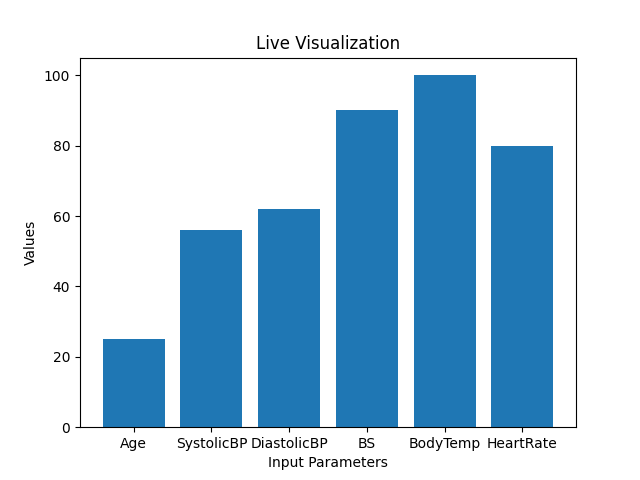 Live Visualization
Values
100
80
60
40
20
0
Age SystolicBP DiastolicBP BS BodyTemp HeartRate
Input Parameters